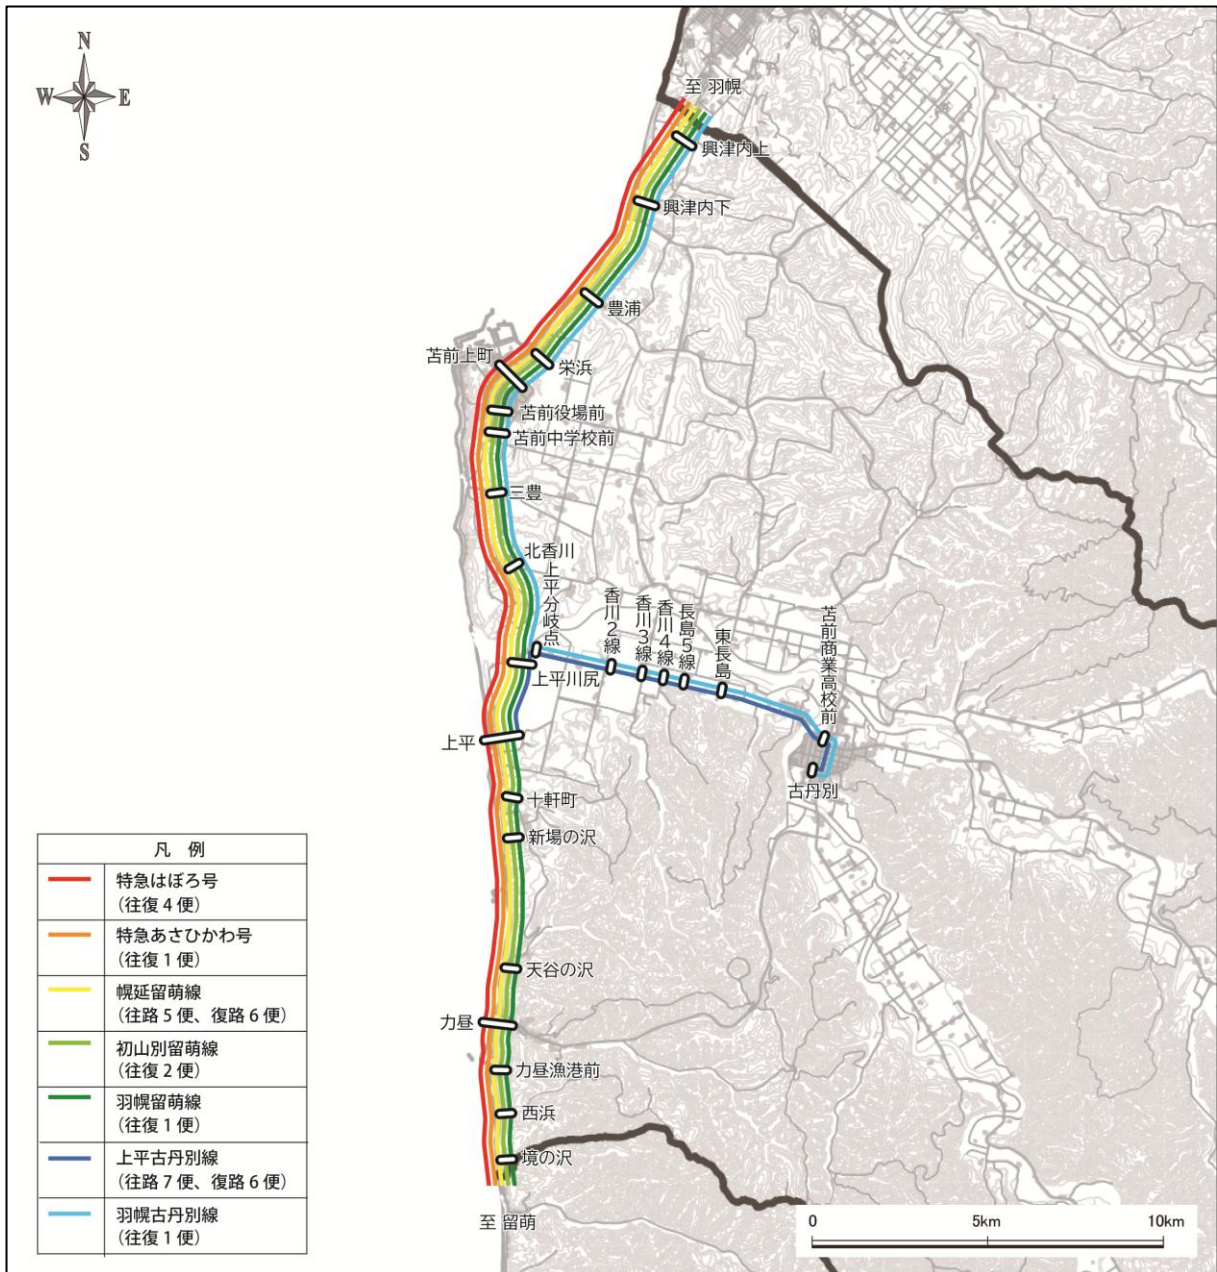 N
W
E
S
至 羽幌
興津内上
興津内下
豊浦
苫前上町
栄浜
苫前役場前
苫前中学校前
三豊
北香川
上平分岐点
香川2線
香川3線
香川4線
長島5線
東長島
苫前商業高校前
上平川尻
上平
古丹別
十軒町
新場の沢
天谷の沢
力昼
力昼漁港前
西浜
境の沢
至 留萌
凡 例
特急はぼろ号
（往復4便）
特急あさひかわ号
（往復1便）
幌延留萌線
（往路5便、復路6便）
初山別留萌線
（往復2便）
羽幌留萌線
（往復1便）
上平古丹別線
（往路7便、復路6便）
羽幌古丹別線
（往復1便）
0
5km
10km